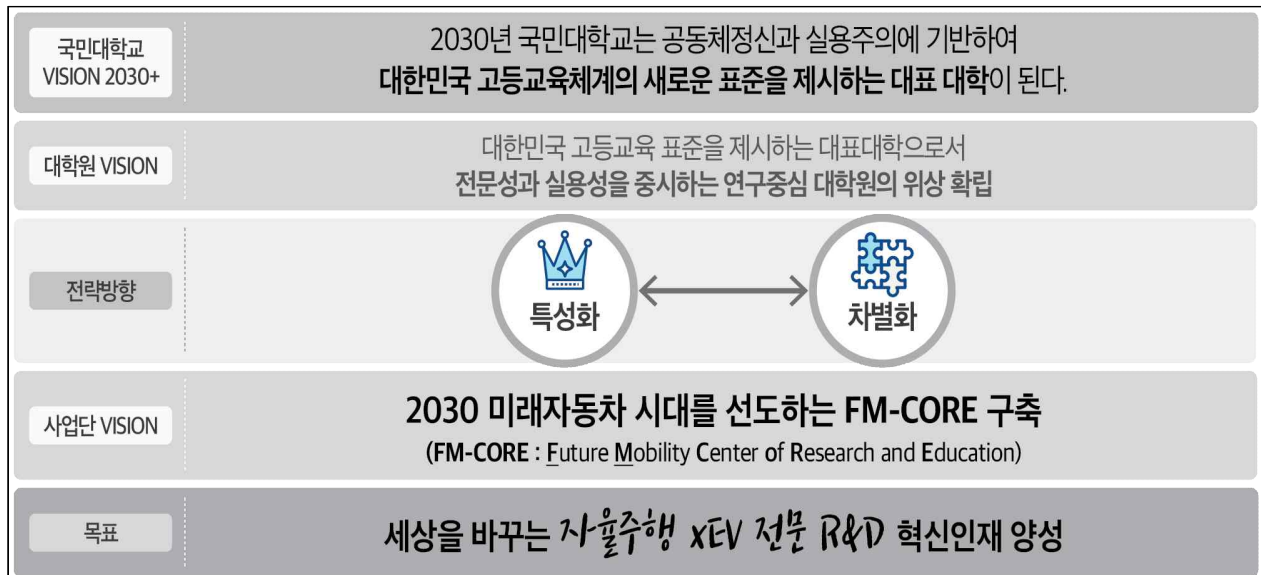 국민대학교
VISION 2030+
2030년 국민대학교는 공동체정신과 실용주의에 기반하여
대한민국 고등교육체계의 새로운 표준을 제시하는 대표 대학이 된다.
대학원 VISION
대한민국 고등교육 표준을 제시하는 대표대학으로서
전문성과 실용성을 중시하는 연구중심 대학원의 위상 확립
전략방향
특성화
차별화
사업단 VISION
2030 미래자동차 시대를 선도하는 FM-CORE 구축
(FM-CORE : Future Mobility Center of Research and Education)
목표
세상을 바꾸는 자율주행 xEV 전문 R&D 혁신인재 양성